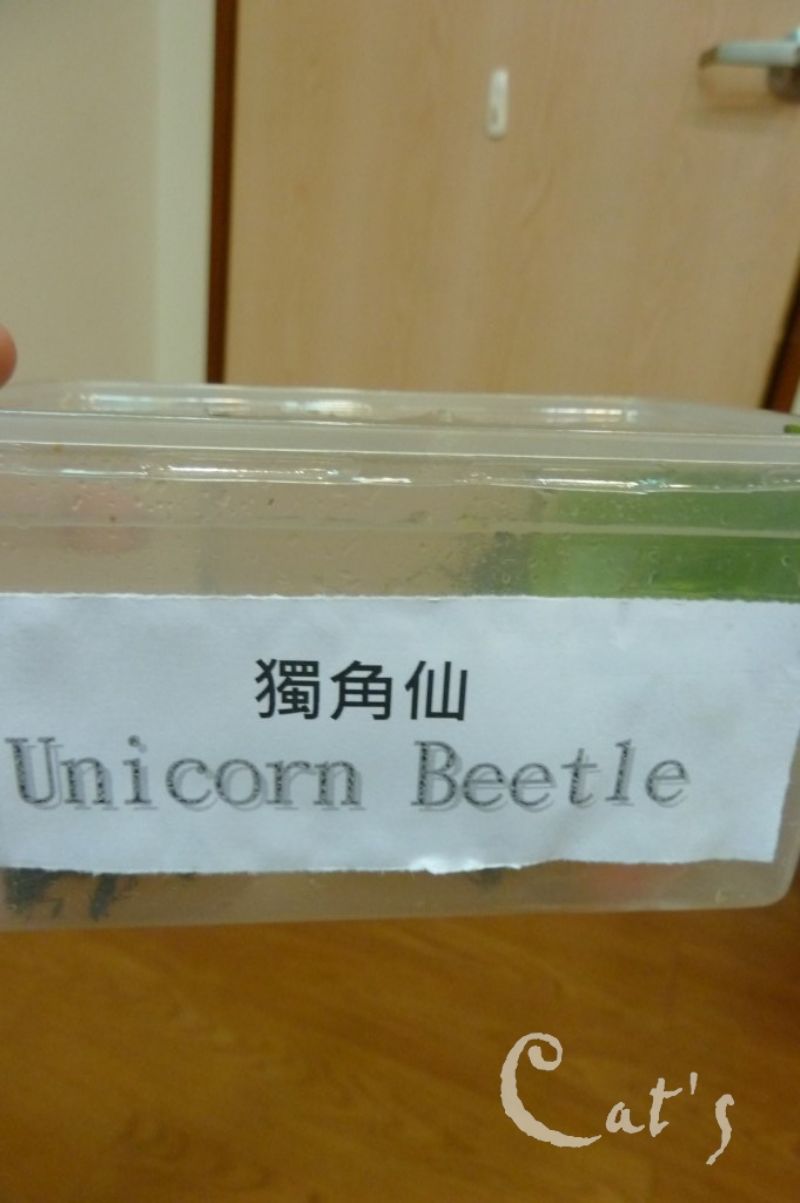 獨角仙
Unicorn Beetle
Cat's